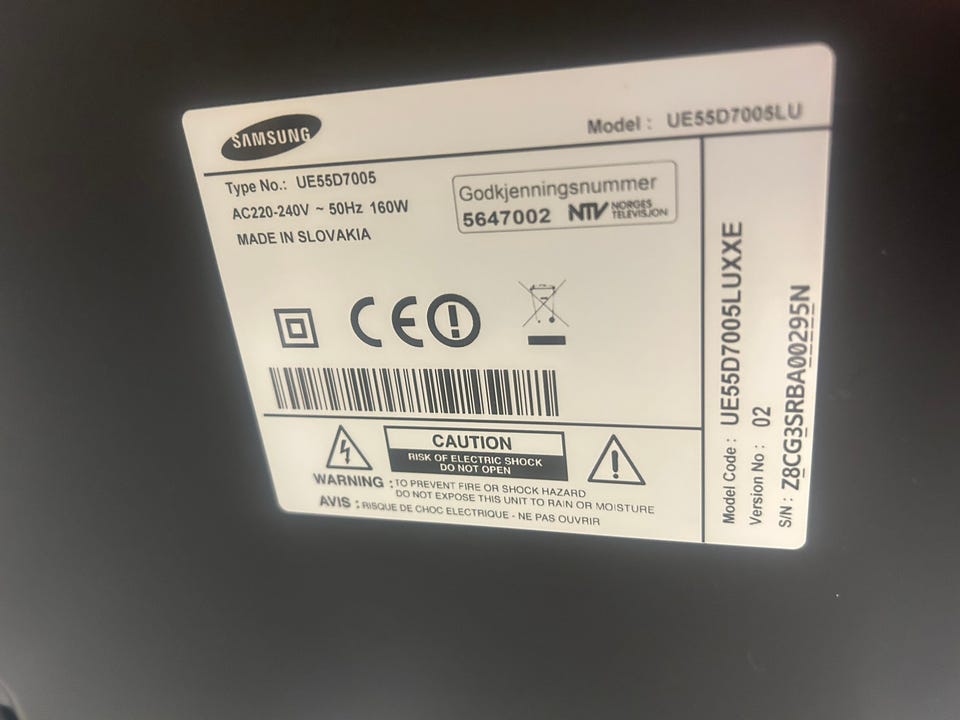 SAMSUNG
Model : UE55D7005LU
Type No.: UE55D7005
AC220-240V ~ 50Hz 160W
MADE IN SLOVAKIA
Godkjenningsnummer
5647002 NTV NORGES TELEVISJON
CE
CAUTION
RISK OF ELECTRIC SHOCK
DO NOT OPEN
WARNING : TO PREVENT FIRE OR SHOCK HAZARD
DO NOT EXPOSE THIS UNIT TO RAIN OR MOISTURE
AVIS : RISQUE DE CHOC ELECTRIQUE - NE PAS OUVRIR
Model Code : UE55D7005LUXXE
Version No : 02
S/N : Z8CG3SRBA00295N